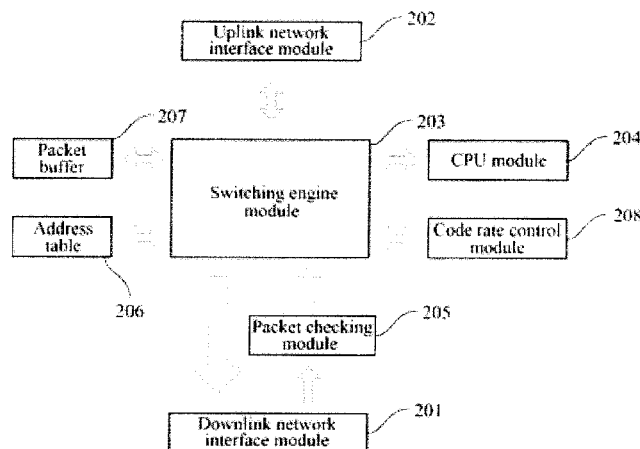 Uplink network
interface module
202
207
203
204
Packet
buffer
CPU module
Switching engine
module
208
Address
table
Code rate control
module
206
205
Packet checking
module
201
Downlink network
interface module